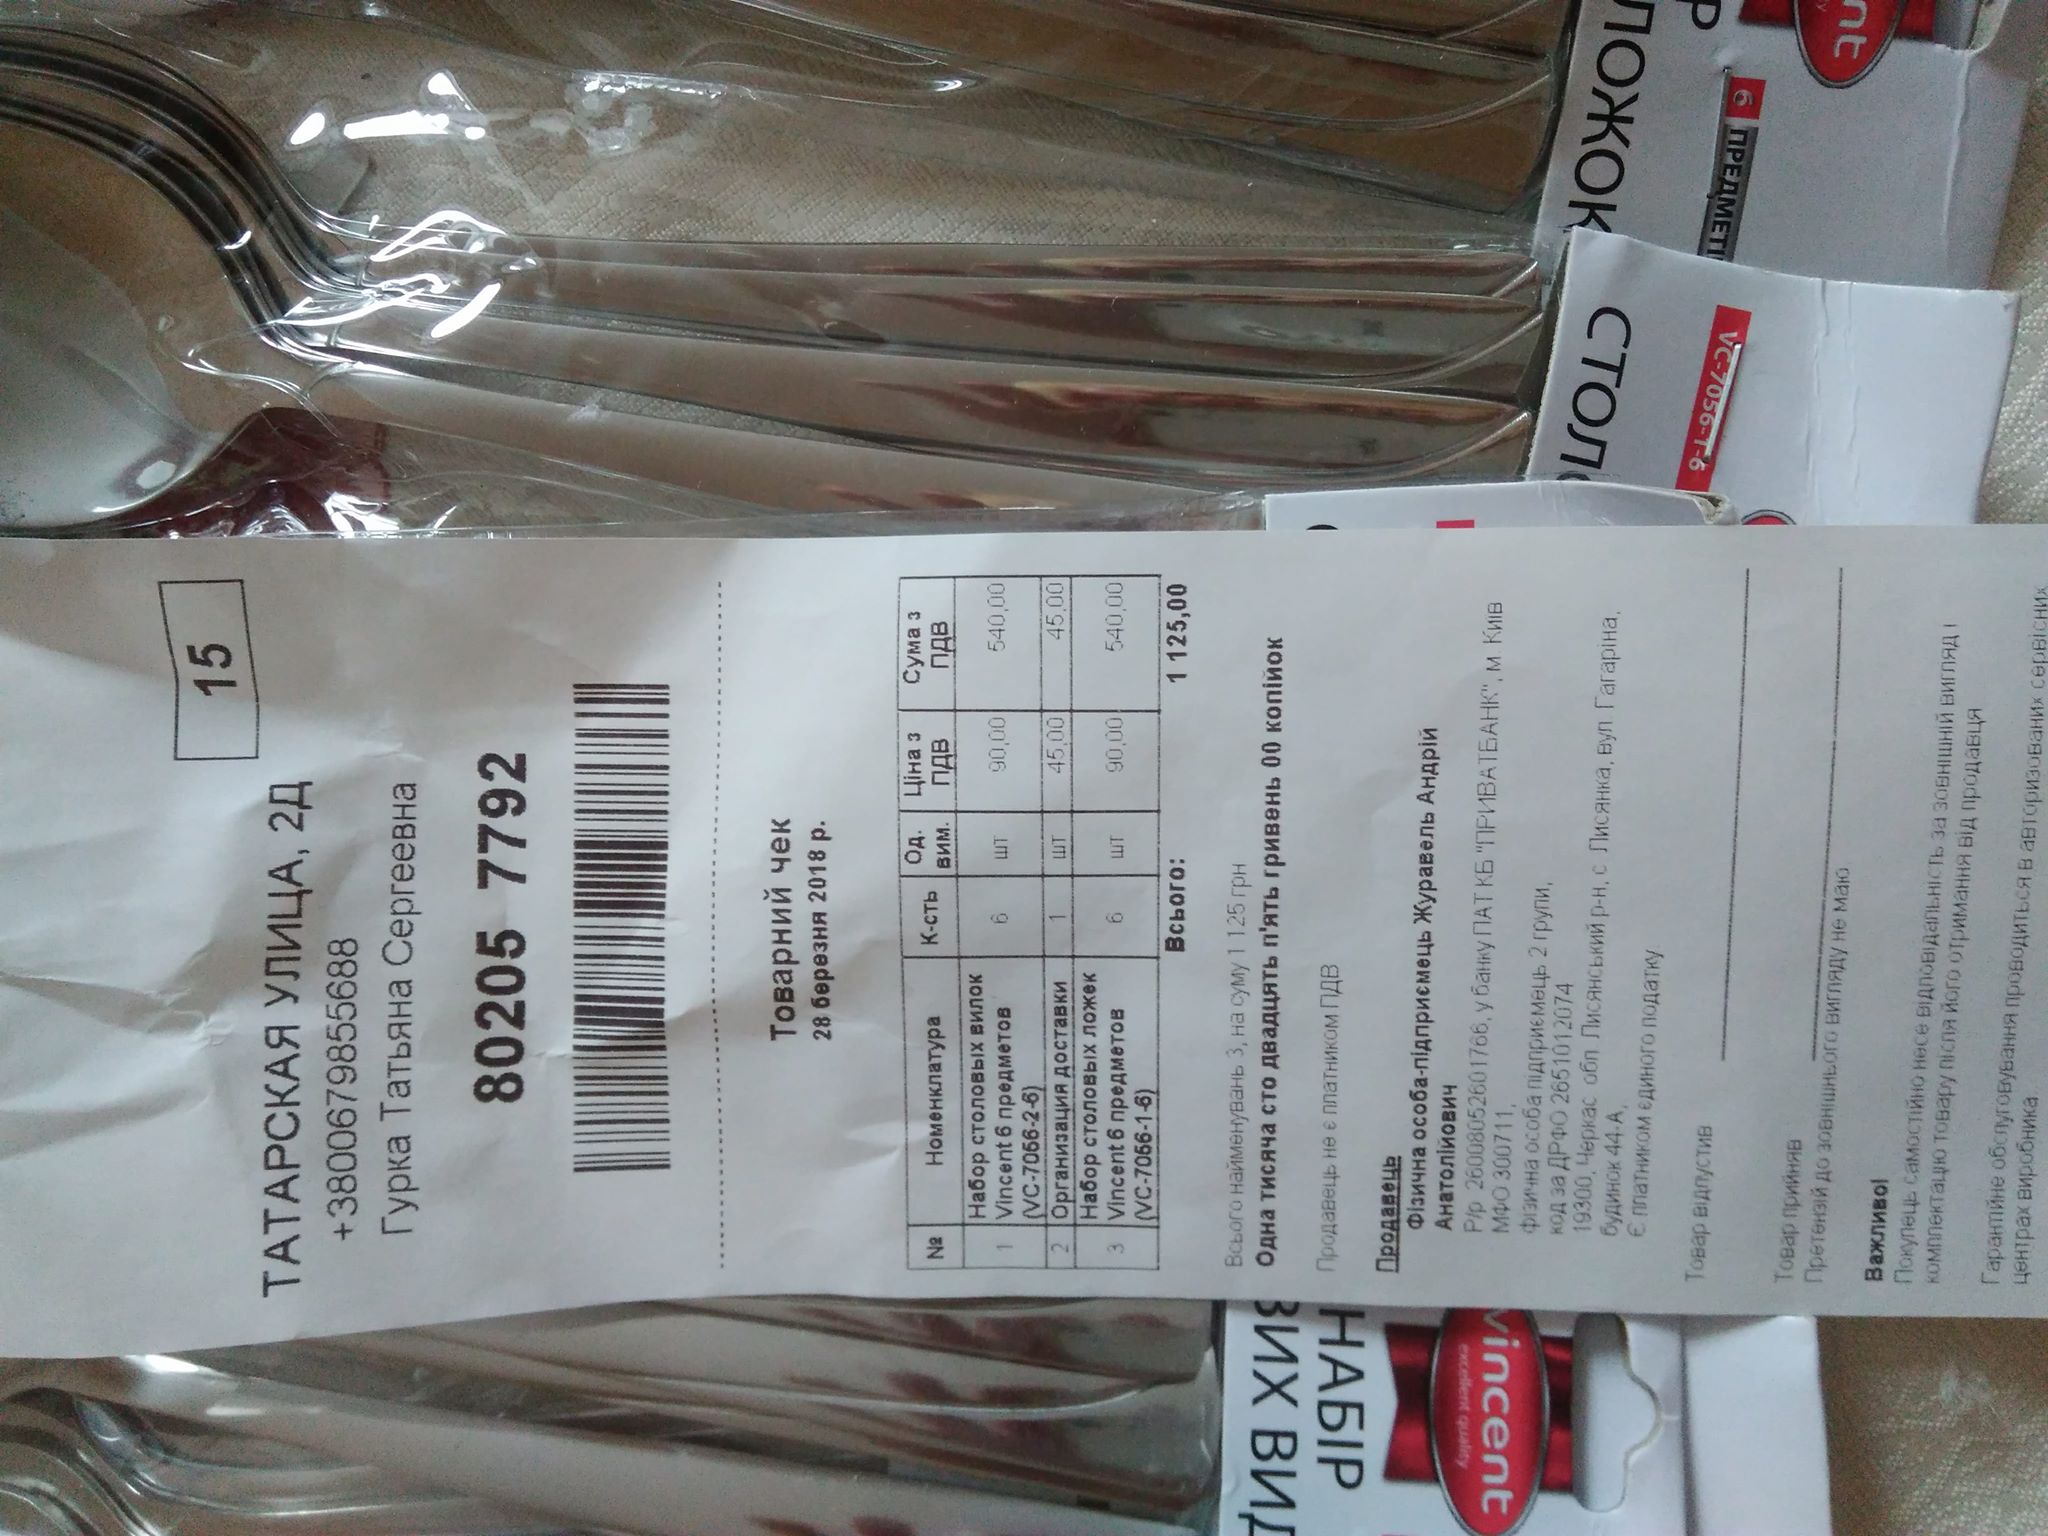 15
ТАТАРСКАЯ УЛИЦА, 2Д
+3800679855688
Гурка Татьяна Сергеевна
80205 7792
Товарний чек
28 березня 2018 р.
№ Номенклатура К-сть Од. вим. Ціна з ПДВ Сума з ПДВ
1 Набор столовых вилок Vincent 6 предметов (VC-7056-2-6) 6 шт 90,00 540,00
2 Организация доставки 1 шт 45,00 45,00
3 Набор столовых ложек Vincent 6 предметов (VC-7056-1-6) 6 шт 90,00 540,00
Всього: 1 125,00
Всього найменувань 3, на суму 1 125 грн
Одна тисяча сто двадцять п'ять гривень 00 копійок
Продавець не є платником ПДВ
Продавець
Фізична особа-підприємець Журавель Андрій
Анатолійович
Р/р 26008052601766, у банку ПАТ КБ "ПРИВАТБАНК", м Київ
МФО 300711,
фізична особа підприємець 2 групи,
код за ДРФО 2651012074
19300, Черкас обл Лисянський р-н, с Лисянка, вул Гагаріна,
будинок 44-А,
Є платником єдиного податку.
Товар відпустив
Товар прийняв
Претензій до зовнішнього вигляду не маю
Важливо!
Покупець самостійно несе відповідальність за зовнішній вигляд і
комплектацію товару після його отримання від продавця
Гарантійне обслуговування проводиться в авторизованих сервісних
центрах виробника.
ЛОЖОК
6 ПРЕДМЕТІ
nt
СТОЛ
VC-7056-1-6
НАБІР
ВИХ ВИД
vincent
excellent quality